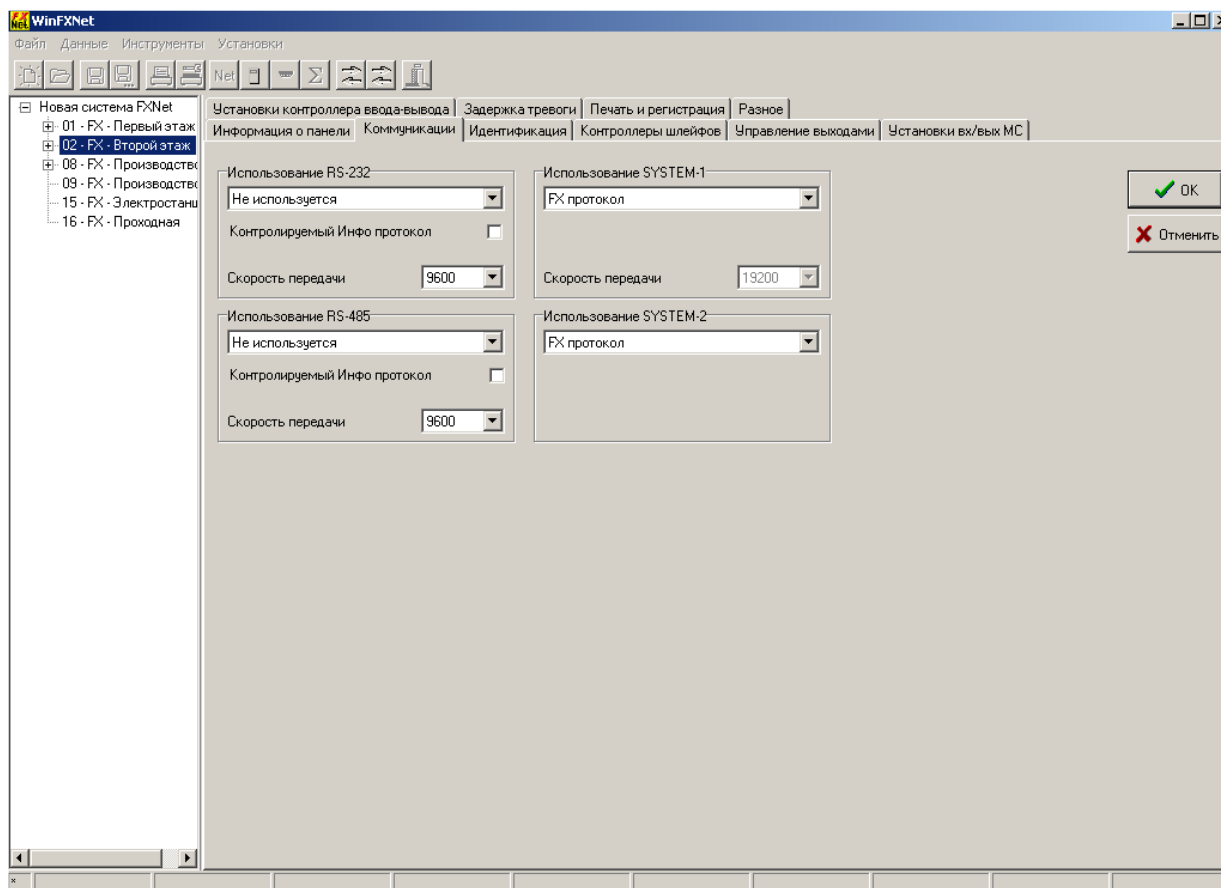 WinFXNet
Файл Данные Инструменты Установки
Net
Новая система FXNet
01 - FX - Первый этаж
02 - FX - Второй этаж
08 - FX - Производство
09 - FX - Производство
15 - FX - Электростанц
16 - FX - Проходная
Установки контроллера ввода-вывода Задержка тревоги Печать и регистрация Разное
Информация о панели Коммуникации Идентификация Контроллеры шлейфов Управление выходами Установки вх/вых МС
Использование RS-232
Не используется
Контролируемый Инфо протокол
Скорость передачи 9600
Использование SYSTEM-1
FX протокол
Скорость передачи 19200
Использование RS-485
Не используется
Контролируемый Инфо протокол
Скорость передачи 9600
Использование SYSTEM-2
FX протокол
OK
Отменить